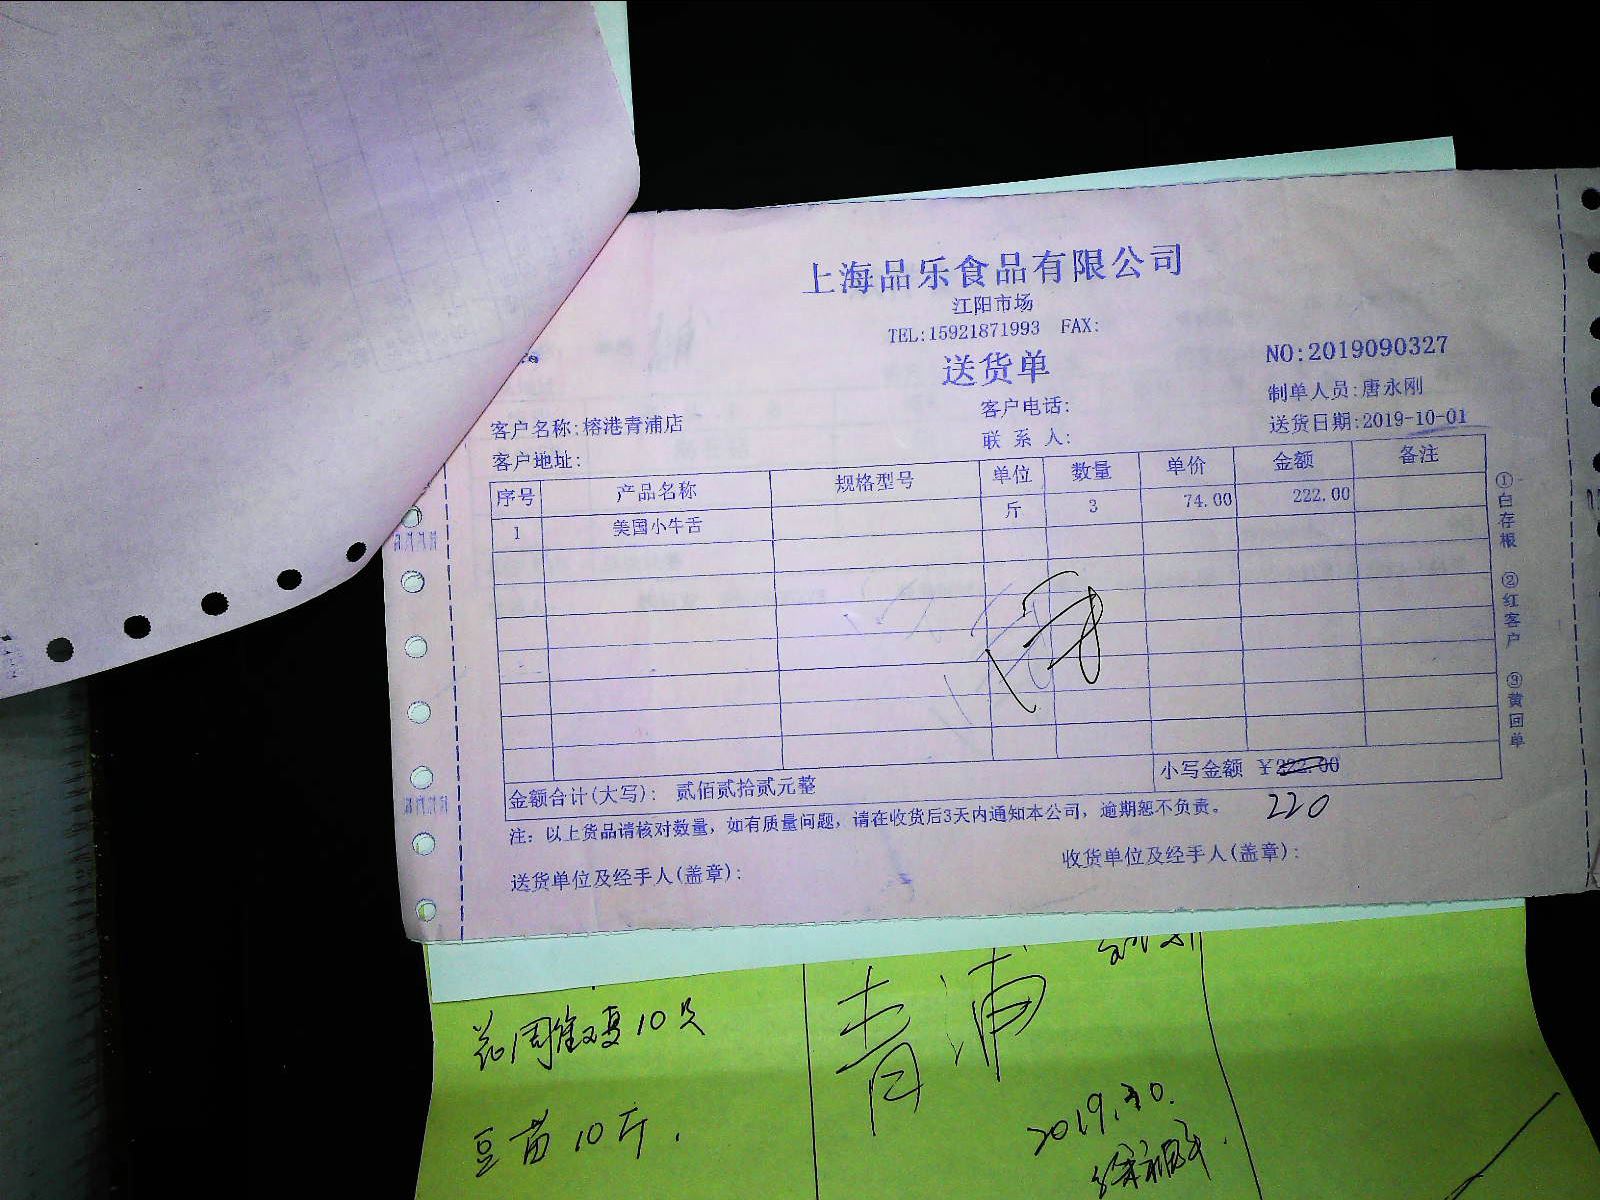 上海品乐食品有限公司
江阳市场
TEL:15921871993 FAX:
送货单
NO:2019090327
制单人员:唐永刚
客户名称:榕港青浦店
客户电话:
送货日期:2019-10-01
客户地址:
联 系 人:
序号 产品名称 规格型号 单位 数量 单价 金额 备注
1 美国小牛舌 斤 3 74.00 222.00
①白存根 ②红客户 ③黄回单
金额合计(大写): 贰佰贰拾贰元整 小写金额 ¥222.00
220
注: 以上货品请核对数量, 如有质量问题, 请在收货后3天内通知本公司, 逾期恕不负责。
送货单位及经手人(盖章):
收货单位及经手人(盖章):
花雕鸡10只
青浦
豆苗10斤.